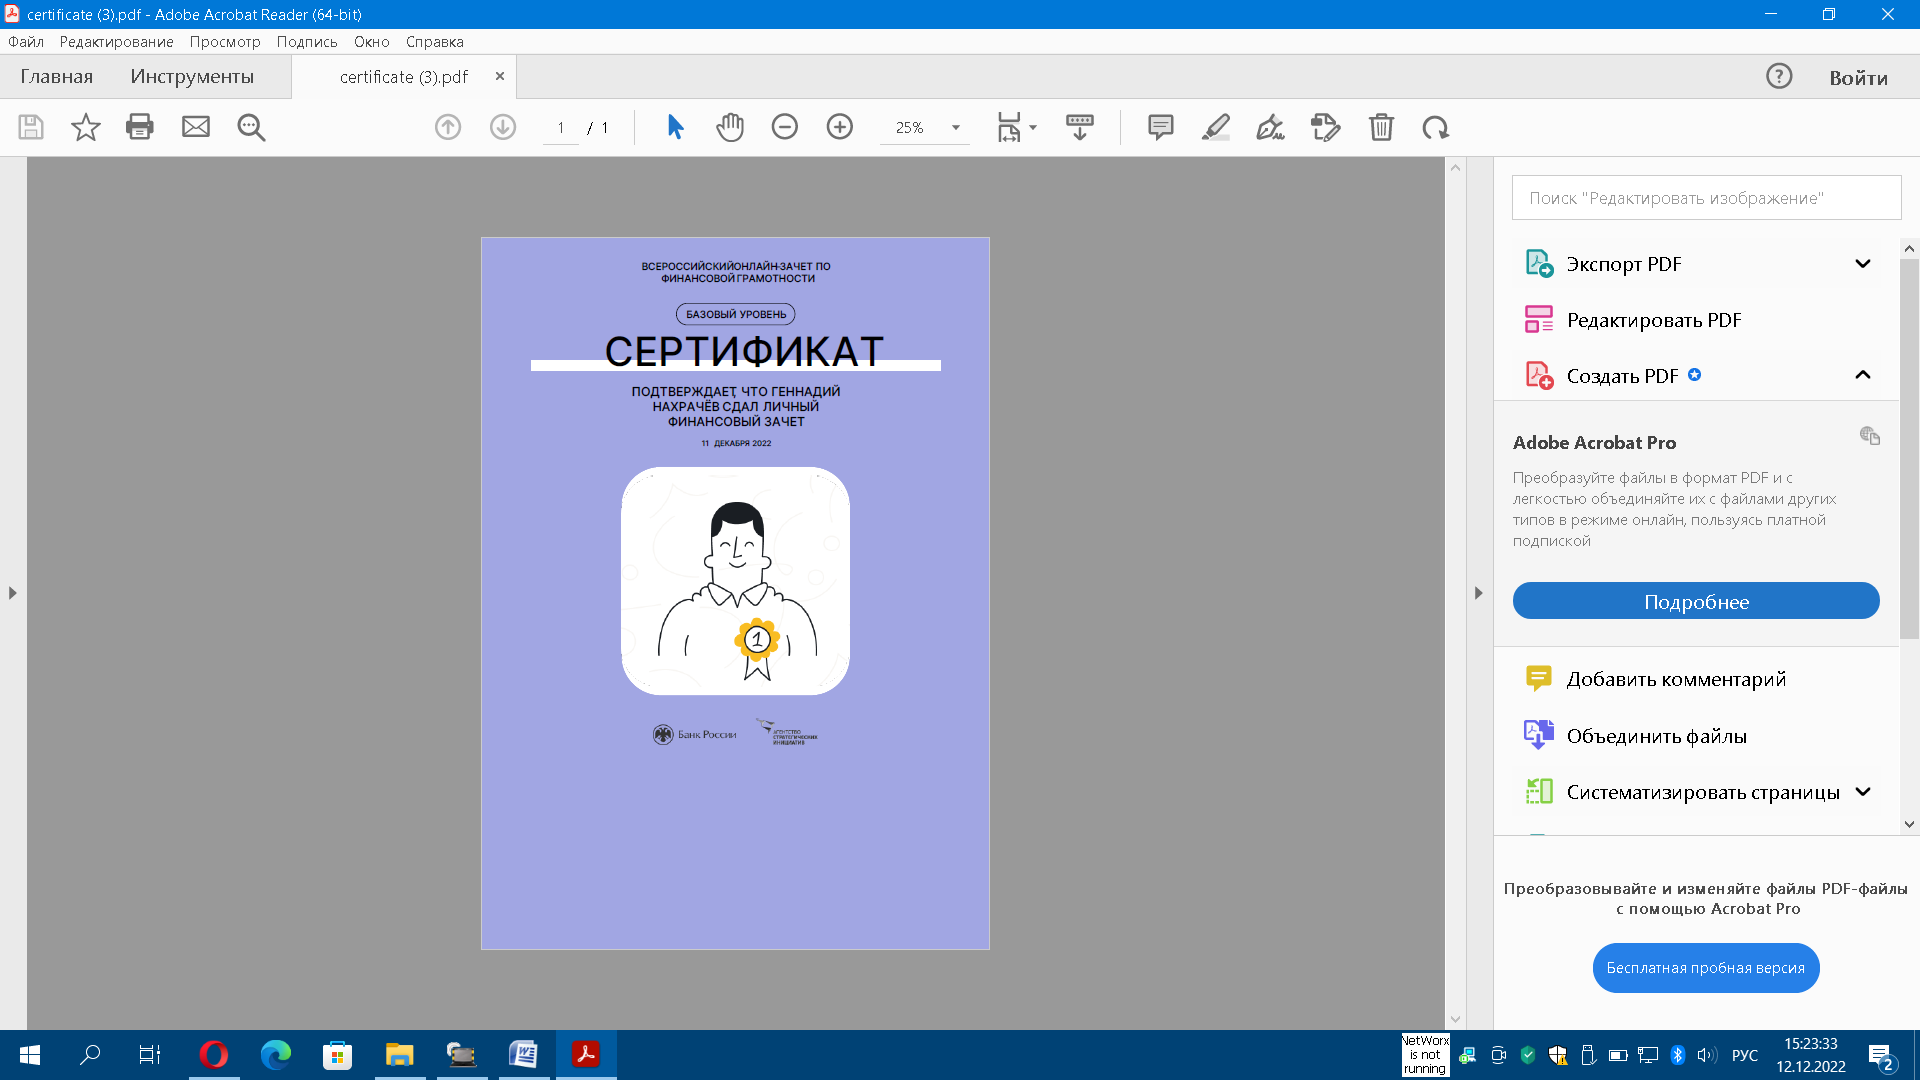 certificate (3).pdf - Adobe Acrobat Reader (64-bit)
Файл Редактирование Просмотр Подпись Окно Справка
Главная Инструменты certificate (3).pdf × ? Войти
1 / 1 25%
ВСЕРОССИЙСКИЙОНЛАЙН-ЗАЧЕТ ПО
ФИНАНСОВОЙ ГРАМОТНОСТИ
БАЗОВЫЙ УРОВЕНЬ
СЕРТИФИКАТ
ПОДТВЕРЖДАЕТ, ЧТО ГЕННАДИЙ
НАХРАЧЁВ СДАЛ ЛИЧНЫЙ
ФИНАНСОВЫЙ ЗАЧЕТ
11 ДЕКАБРЯ 2022
1
Банк России
АГЕНТСТВО
СТРАТЕГИЧЕСКИХ
ИНИЦИАТИВ
Поиск "Редактировать изображение"
Экспорт PDF
Редактировать PDF
Создать PDF
Adobe Acrobat Pro
Преобразуйте файлы в формат PDF и с
легкостью объединяйте их с файлами других
типов в режиме онлайн, пользуясь платной
подпиской
Подробнее
Добавить комментарий
Объединить файлы
Систематизировать страницы
Преобразовывайте и изменяйте файлы PDF-файлы
с помощью Acrobat Pro
Бесплатная пробная версия
NetWorx
is not
running
РУС
15:23:33
12.12.2022
2